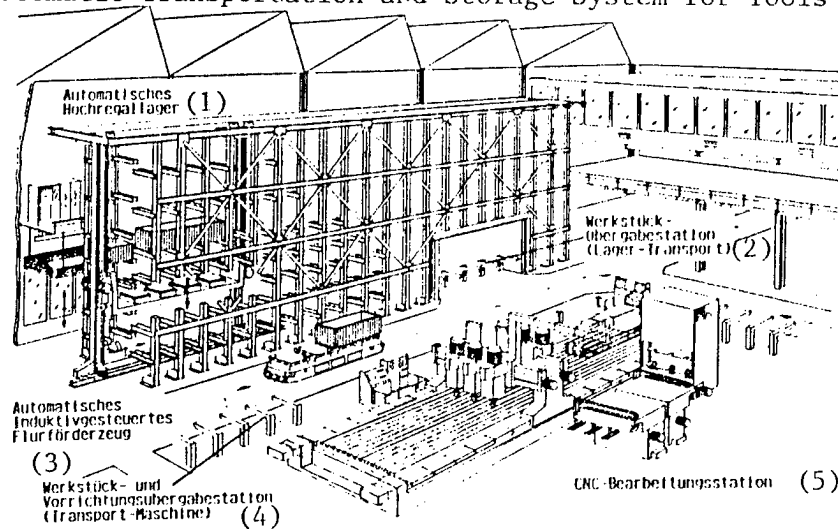 Transportation and Storage System for Tools
Automatisches
Hochregallager (1)
Werkstück-
übergabestation
(Lager-Transport) (2)
Automatisches
Induktivgesteuertes
Flurförderzeug
(3)
Werkstück- und
Vorrichtungsübergabestation
(Transport-Maschine) (4)
CNC-Bearbeitungsstation (5)